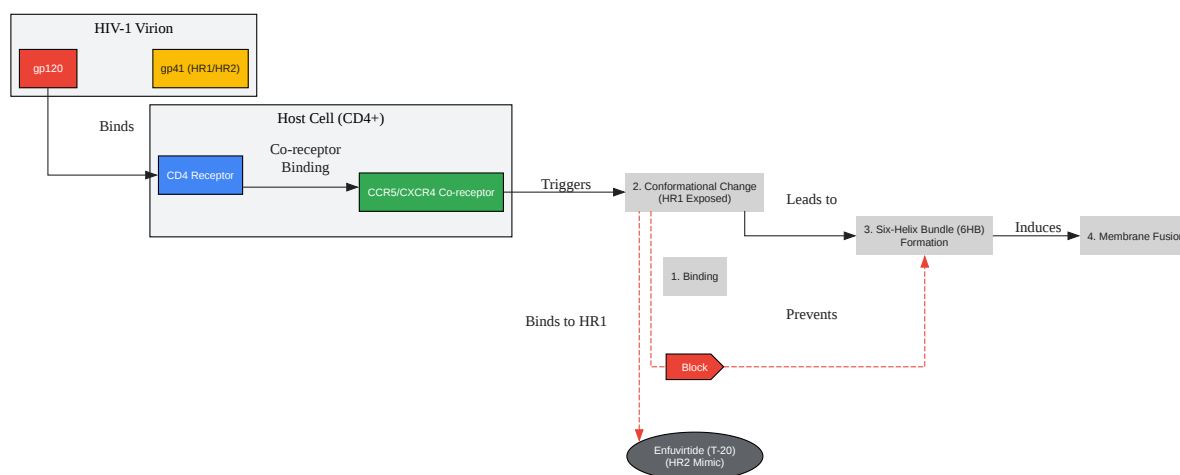 HIV-1 Virion
gp120
gp41 (HR1/HR2)
Binds
Host Cell (CD4+)
CD4 Receptor
Co-receptor
Binding
CCR5/CXCR4 Co-receptor
Triggers
2. Conformational Change
(HR1 Exposed)
Leads to
3. Six-Helix Bundle (6HB)
Formation
Induces
4. Membrane Fusion
1. Binding
Binds to HR1
Prevents
Block
Enfuvirtide (T-20)
(HR2 Mimic)